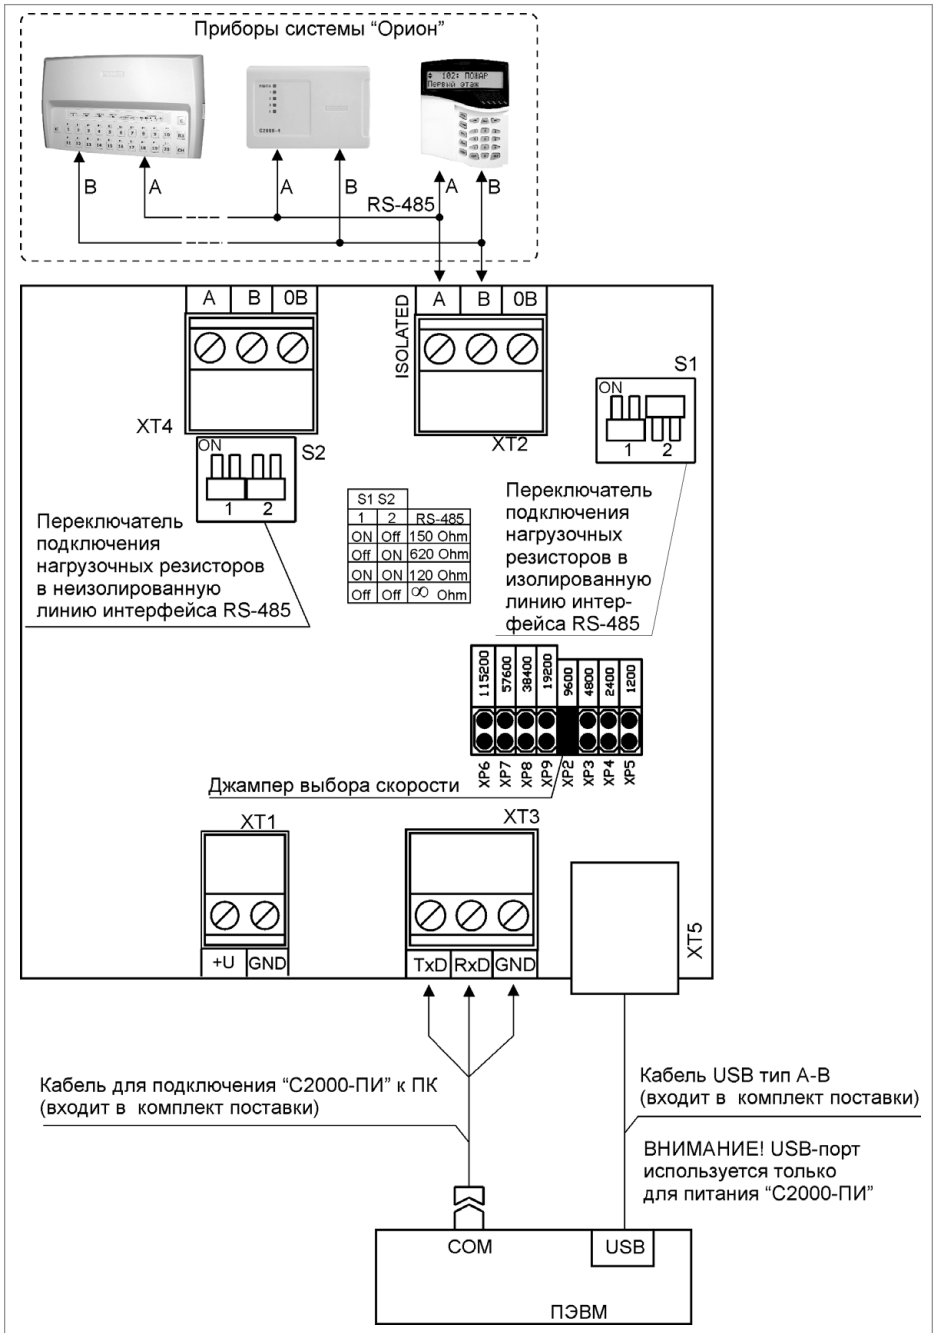 Приборы системы “Орион”
С2000-4
102: ПОЖАР
Первый этаж
B
A
A
B
A
B
RS-485
A
B
0В
ISOLATED
A
B
0В
XT4
XT2
S1
ON
1
2
ON
S2
1
2
Переключатель
подключения
нагрузочных резисторов
в неизолированную
линию интерфейса RS-485
S1 S2
1 2 RS-485
ON Off 150 Ohm
Off ON 620 Ohm
ON ON 120 Ohm
Off Off ∞ Ohm
Переключатель
подключения
нагрузочных
резисторов в
изолированную
линию интер-
фейса RS-485
115200
57600
38400
19200
9600
4800
2400
1200
XP6
XP7
XP8
XP9
XP2
XP3
XP4
XP5
Джампер выбора скорости
XT1
XT3
XT5
+U
GND
TxD
RxD
GND
Кабель для подключения “С2000-ПИ” к ПК
(входит в комплект поставки)
Кабель USB тип А-В
(входит в комплект поставки)
ВНИМАНИЕ! USB-порт
используется только
для питания “С2000-ПИ”
COM
USB
ПЭВМ